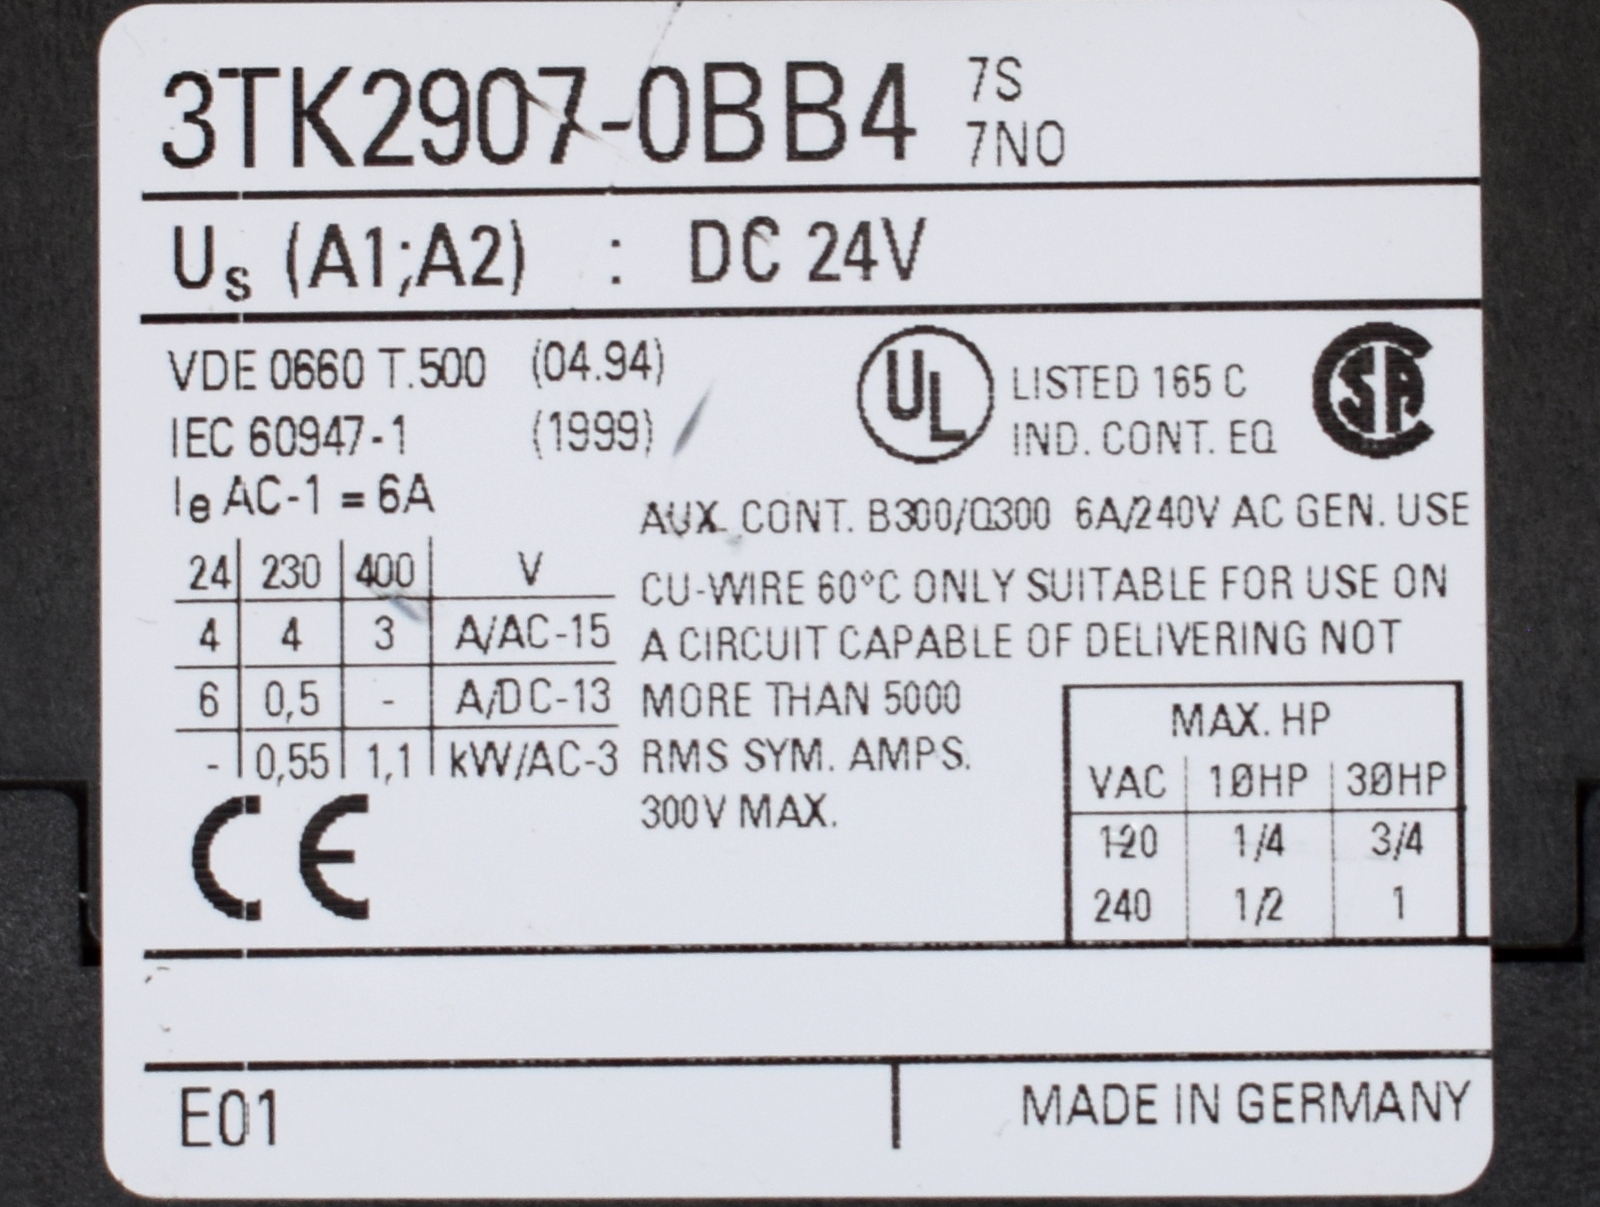 3TK2907-0BB4 7S
7NO
Us (A1;A2) : DC 24V
VDE 0660 T.500 (04.94)
IEC 60947-1 (1999)
Ie AC-1 = 6A
24 230 400 V
4 4 3 A/AC-15
6 0,5 - A/DC-13
- 0,55 1,1 kW/AC-3
CE
UL LISTED 165 C
IND. CONT. EQ
SA
AUX. CONT. B300/Q300 6A/240V AC GEN. USE
CU-WIRE 60°C ONLY SUITABLE FOR USE ON
A CIRCUIT CAPABLE OF DELIVERING NOT
MORE THAN 5000
RMS SYM. AMPS.
300V MAX.
MAX. HP
VAC 1ØHP 3ØHP
120 1/4 3/4
240 1/2 1
E01 MADE IN GERMANY